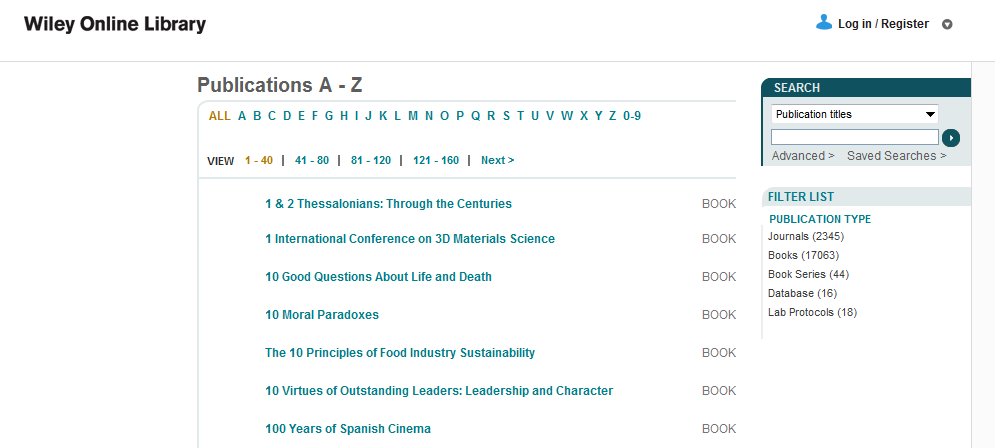 Wiley Online Library
Log in / Register
Publications A - Z
ALL A B C D E F G H I J K L M N O P Q R S T U V W X Y Z 0-9
VIEW 1 - 40 | 41 - 80 | 81 - 120 | 121 - 160 | Next >
1 & 2 Thessalonians: Through the Centuries BOOK
1 International Conference on 3D Materials Science BOOK
10 Good Questions About Life and Death BOOK
10 Moral Paradoxes BOOK
The 10 Principles of Food Industry Sustainability BOOK
10 Virtues of Outstanding Leaders: Leadership and Character BOOK
100 Years of Spanish Cinema BOOK
SEARCH
Publication titles
Advanced > Saved Searches >
FILTER LIST
PUBLICATION TYPE
Journals (2345)
Books (17063)
Book Series (44)
Database (16)
Lab Protocols (18)